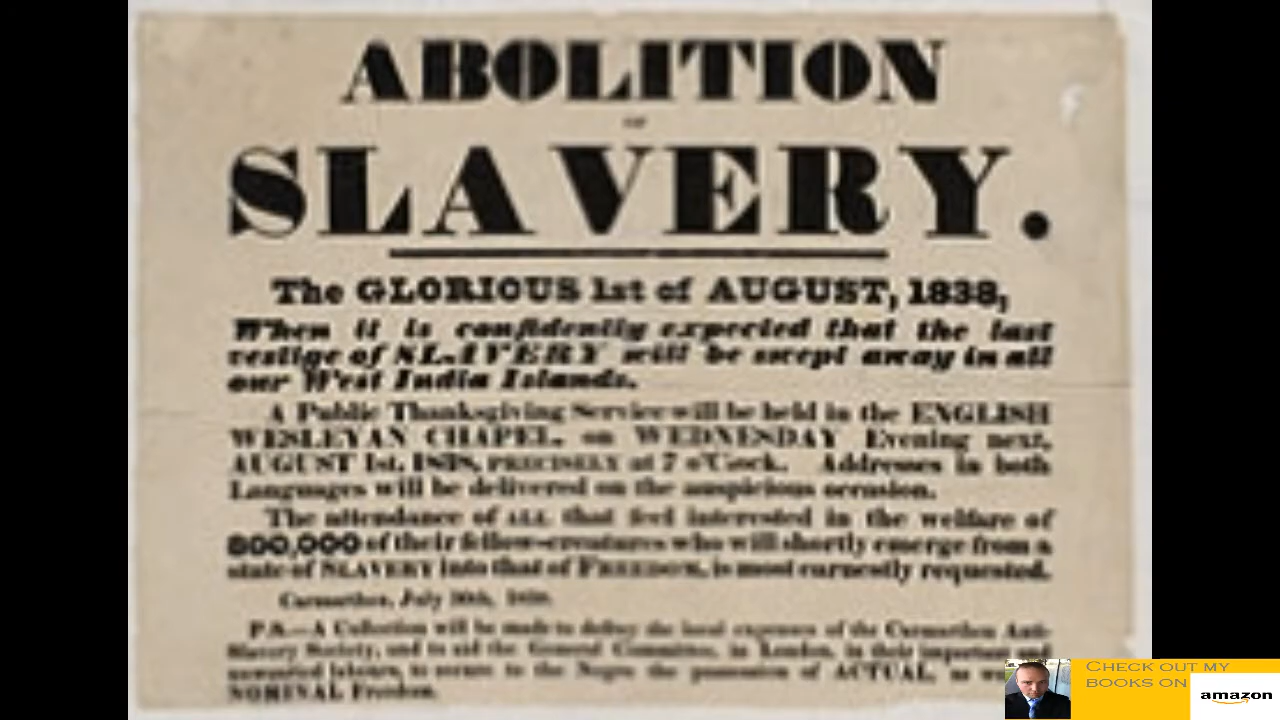 ABOLITION
OF
SLAVERY.
The GLORIOUS 1st of AUGUST, 1838,
When it is confidently expected that the last
vestige of SLAVERY will be swept away in all
our West India Islands.
A Public Thanksgiving Service will be held in the ENGLISH
WESLEYAN CHAPEL, on WEDNESDAY Evening next,
AUGUST 1st, 1838, PRECISELY at 7 o'Clock. Addresses in both
Languages will be delivered on the auspicious occasion.
The attendance of ALL that feel interested in the welfare of
800,000 of their fellow-creatures who will shortly emerge from a
state of SLAVERY into that of FREEDOM, is most earnestly requested.
Carmarthen, July
P.S.—A Collection will be made to defray the local expenses of the Carmarthen Anti-
Slavery Society, and to aid the General Committee, in London, in their important and
unwearied labours, to secure to the Negro the possession of ACTUAL, as
NOMINAL Freedom.
CHECK OUT MY
BOOKS ON
amazon